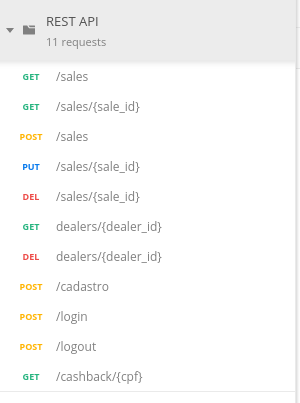 REST API
11 requests
GET /sales
GET /sales/{sale_id}
POST /sales
PUT /sales/{sale_id}
DEL /sales/{sale_id}
GET dealers/{dealer_id}
DEL dealers/{dealer_id}
POST /cadastro
POST /login
POST /logout
GET /cashback/{cpf}